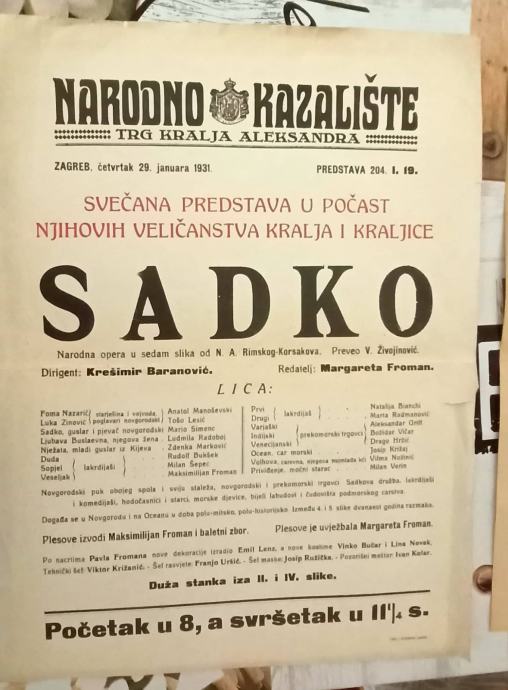 NARODNO KAZALIŠTE
TRG KRALJA ALEKSANDRA
ZAGREB, četvrtak 29. januara 1931.
PREDSTAVA 204. I. 19.
SVEČANA PREDSTAVA U POČAST
NJIHOVIH VELIČANSTVA KRALJA I KRALJICE
SADKO
Narodna opera u sedam slika od N. A. Rimskog-Korsakova. Preveo V. Živojinović.
Dirigent: Krešimir Baranović.
Redatelj: Margareta Froman.
LICA:
Foma Nazarić } starješina i vojvoda, { Anatol Manoševski
Luka Zinović } poglavari novgorodski { Tošo Lesić
Sadko, guslar i pjevač novgorodski Mario Šimenc
Ljubava Buslaevna, njegova žena Ludmila Radoboj
Nježata, mladi guslar iz Kijeva Zdenka Marković
Duda } Rudolf Bukšek
Sopjel } lakrdijaši { Milan Šepec
Veseljak } Maksimilian Froman
Prvi } Natalija Bianchi
Drugi } lakrdijaš { Marta Radmanović
Varjaški } Aleksandar Griff
Indijski } prekomorski trgovci { Božidar Vičar
Venecijanski } Drago Hržić
Ocean, car morski Josip Križaj
Volhova, carevna, njegova najmlađa kći Vilma Nožinić
Priviđenje, moćni starac Milan Verin
Novgorodski puk obojeg spola i sviju staleža, novgorodski i prekomorski trgovci. Sadkova družba, lakrdijaši
i komedijaši, hodočasnici i starci, morske djevice, bijeli labudovi i čudovišta podmorskog carstva.
Događa se u Novgorodu i na Oceanu u doba polu-mitsko, polu-historijsko. Između 4. i 5. slike dvanaest godina razmaka.
Plesove izvodi Maksimilijan Froman i baletni zbor.
Plesove je uvježbala Margareta Froman.
Po nacrtima Pavla Fromana nove dekoracije izradio Emil Lenz, a nove kostime Vinko Bučar i Lina Novak.
Tehnički šef: Viktor Križanić. - Šef rasvjete: Franjo Uršić. - Šef maske: Josip Ružička. - Pozorišni meštar: Ivan Kolar.
Duža stanka iza II. i IV. slike.
Početak u 8, a svršetak u 11¼ s.